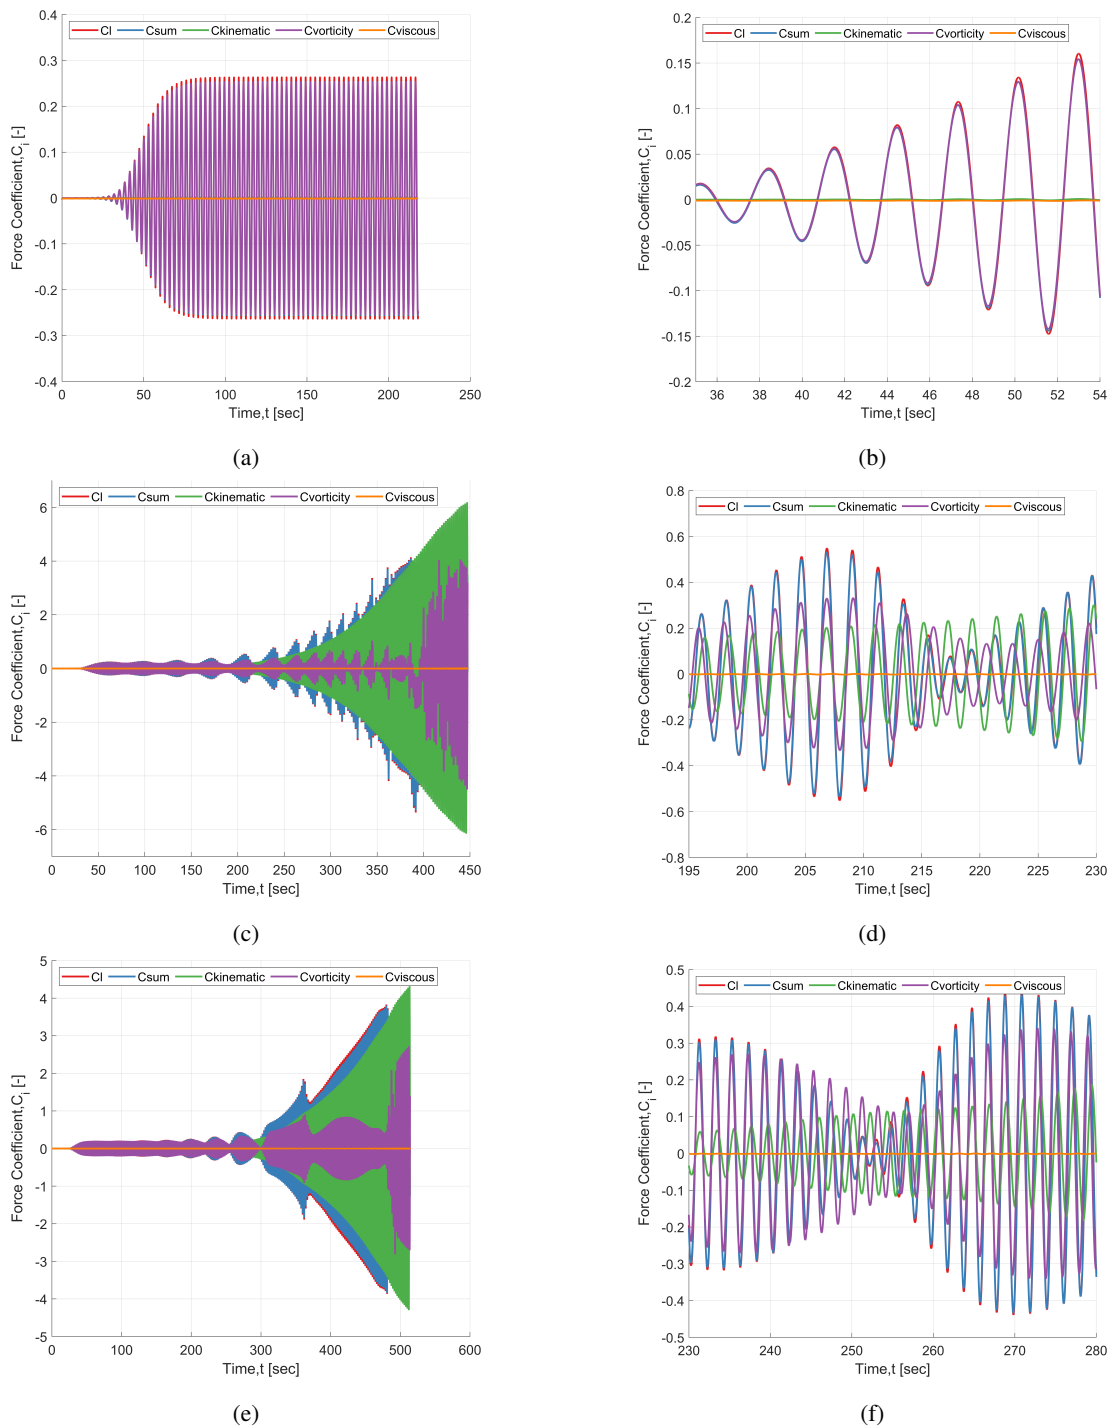 0.4
Cl Csum Ckinematic Cvorticity Cviscous
0.3
0.2
0.1
0
-0.1
-0.2
-0.3
-0.4
Force Coefficient,Ci [-]
0 50 100 150 200 250
Time,t [sec]
(a)
0.2
Cl Csum Ckinematic Cvorticity Cviscous
0.15
0.1
0.05
0
-0.05
-0.1
-0.15
-0.2
Force Coefficient,Ci [-]
36 38 40 42 44 46 48 50 52 54
Time,t [sec]
(b)
Cl Csum Ckinematic Cvorticity Cviscous
6
4
2
0
-2
-4
-6
Force Coefficient,Ci [-]
0 50 100 150 200 250 300 350 400 450
Time,t [sec]
(c)
0.8
Cl Csum Ckinematic Cvorticity Cviscous
0.6
0.4
0.2
0
-0.2
-0.4
-0.6
-0.8
Force Coefficient,Ci [-]
195 200 205 210 215 220 225 230
Time,t [sec]
(d)
5
Cl Csum Ckinematic Cvorticity Cviscous
4
3
2
1
0
-1
-2
-3
-4
-5
Force Coefficient,Ci [-]
0 100 200 300 400 500 600
Time,t [sec]
(e)
0.5
Cl Csum Ckinematic Cvorticity Cviscous
0.4
0.3
0.2
0.1
0
-0.1
-0.2
-0.3
-0.4
-0.5
Force Coefficient,Ci [-]
230 240 250 260 270 280
Time,t [sec]
(f)